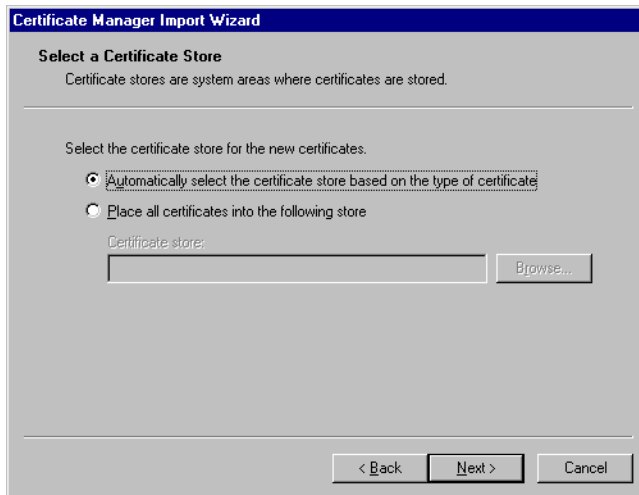 Certificate Manager Import Wizard
Select a Certificate Store
Certificate stores are system areas where certificates are stored.
Select the certificate store for the new certificates.
Automatically select the certificate store based on the type of certificate
Place all certificates into the following store
Certificate store:
Browse...
< Back Next > Cancel